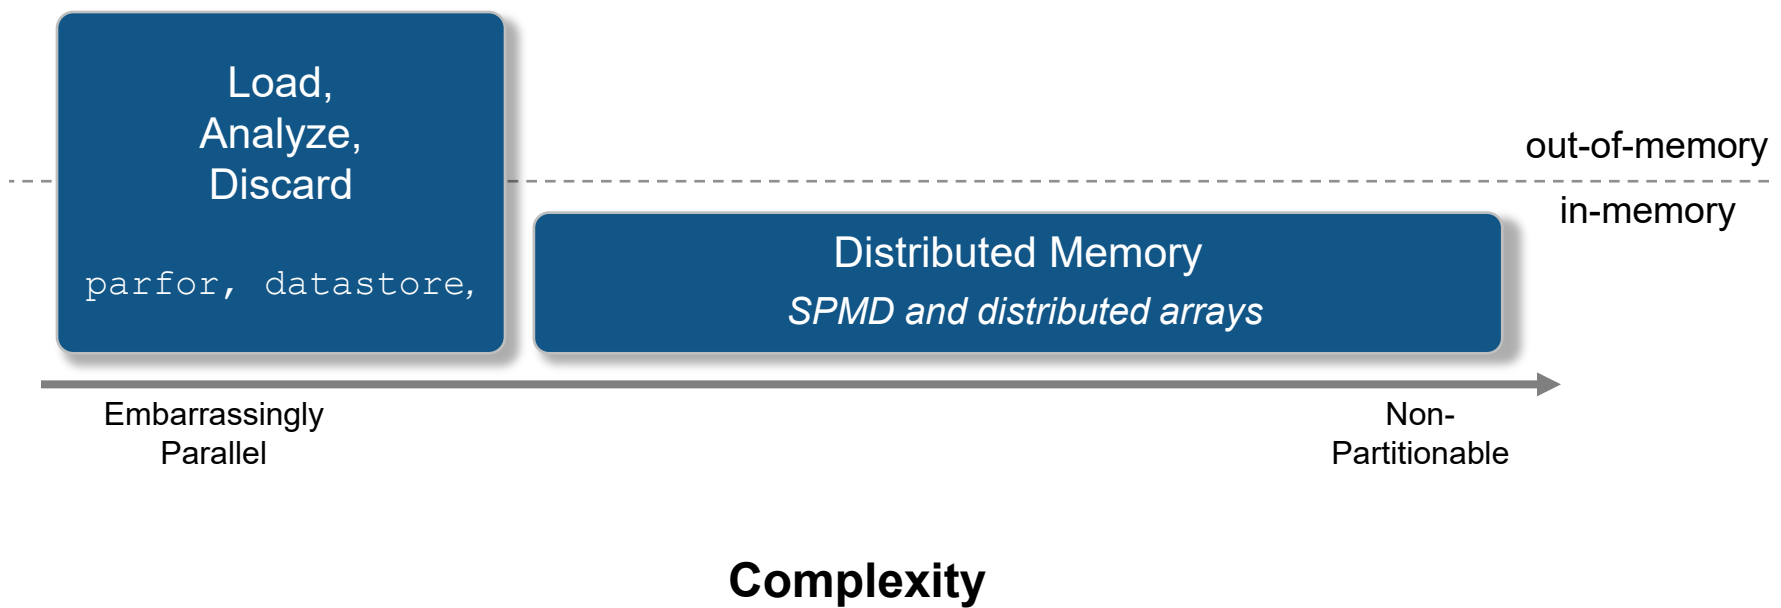 Load,
Analyze,
Discard
parfor, datastore,
out-of-memory
in-memory
Distributed Memory
SPMD and distributed arrays
Embarrassingly
Parallel
Non-
Partitionable
Complexity